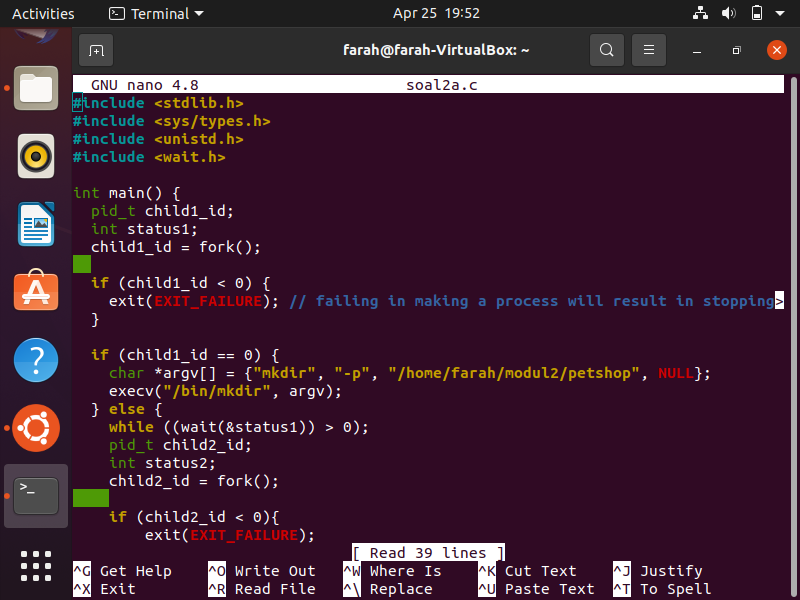 Activities Terminal Apr 25 19:52
farah@farah-VirtualBox: ~
GNU nano 4.8 soal2a.c
#include <stdlib.h>
#include <sys/types.h>
#include <unistd.h>
#include <wait.h>
int main() {
pid_t child1_id;
int status1;
child1_id = fork();
if (child1_id < 0) {
exit(EXIT_FAILURE); // failing in making a process will result in stopping>
}
if (child1_id == 0) {
char *argv[] = {"mkdir", "-p", "/home/farah/modul2/petshop", NULL};
execv("/bin/mkdir", argv);
} else {
while ((wait(&status1)) > 0);
pid_t child2_id;
int status2;
child2_id = fork();
if (child2_id < 0){
exit(EXIT_FAILURE);
[ Read 39 lines ]
^G Get Help ^O Write Out ^W Where Is ^K Cut Text ^J Justify
^X Exit ^R Read File ^\ Replace ^U Paste Text ^T To Spell